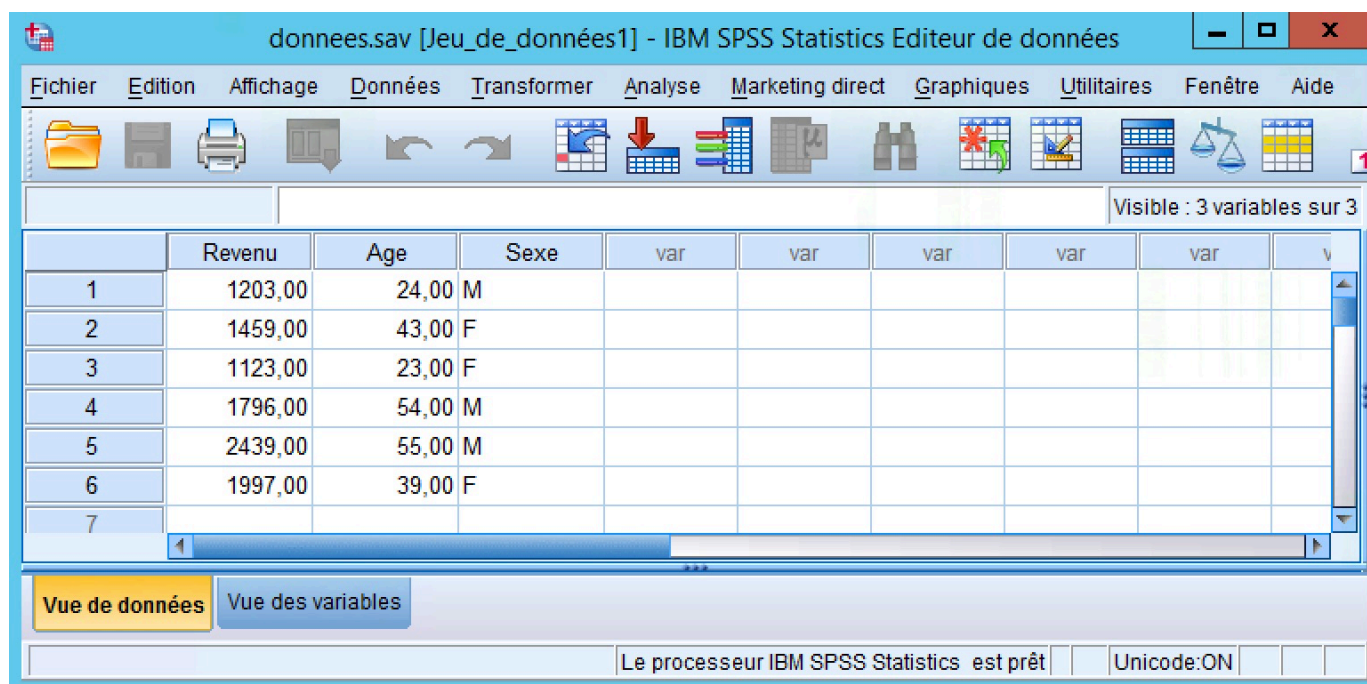 donnees.sav [Jeu_de_données1] - IBM SPSS Statistics Editeur de données
Fichier Edition Affichage Données Transformer Analyse Marketing direct Graphiques Utilitaires Fenêtre Aide
Visible : 3 variables sur 3
Revenu Age Sexe var var var var var
1 1203,00 24,00 M
2 1459,00 43,00 F
3 1123,00 23,00 F
4 1796,00 54,00 M
5 2439,00 55,00 M
6 1997,00 39,00 F
7
Vue de données Vue des variables
Le processeur IBM SPSS Statistics est prêt Unicode:ON